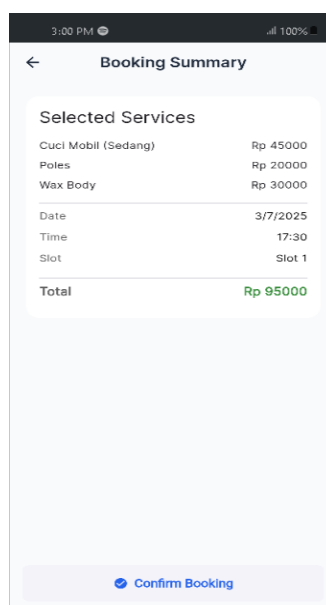 3:00 PM 100%
Booking Summary
Selected Services
Cuci Mobil (Sedang) Rp 45000
Poles Rp 20000
Wax Body Rp 30000
Date 3/7/2025
Time 17:30
Slot Slot 1
Total Rp 95000
Confirm Booking